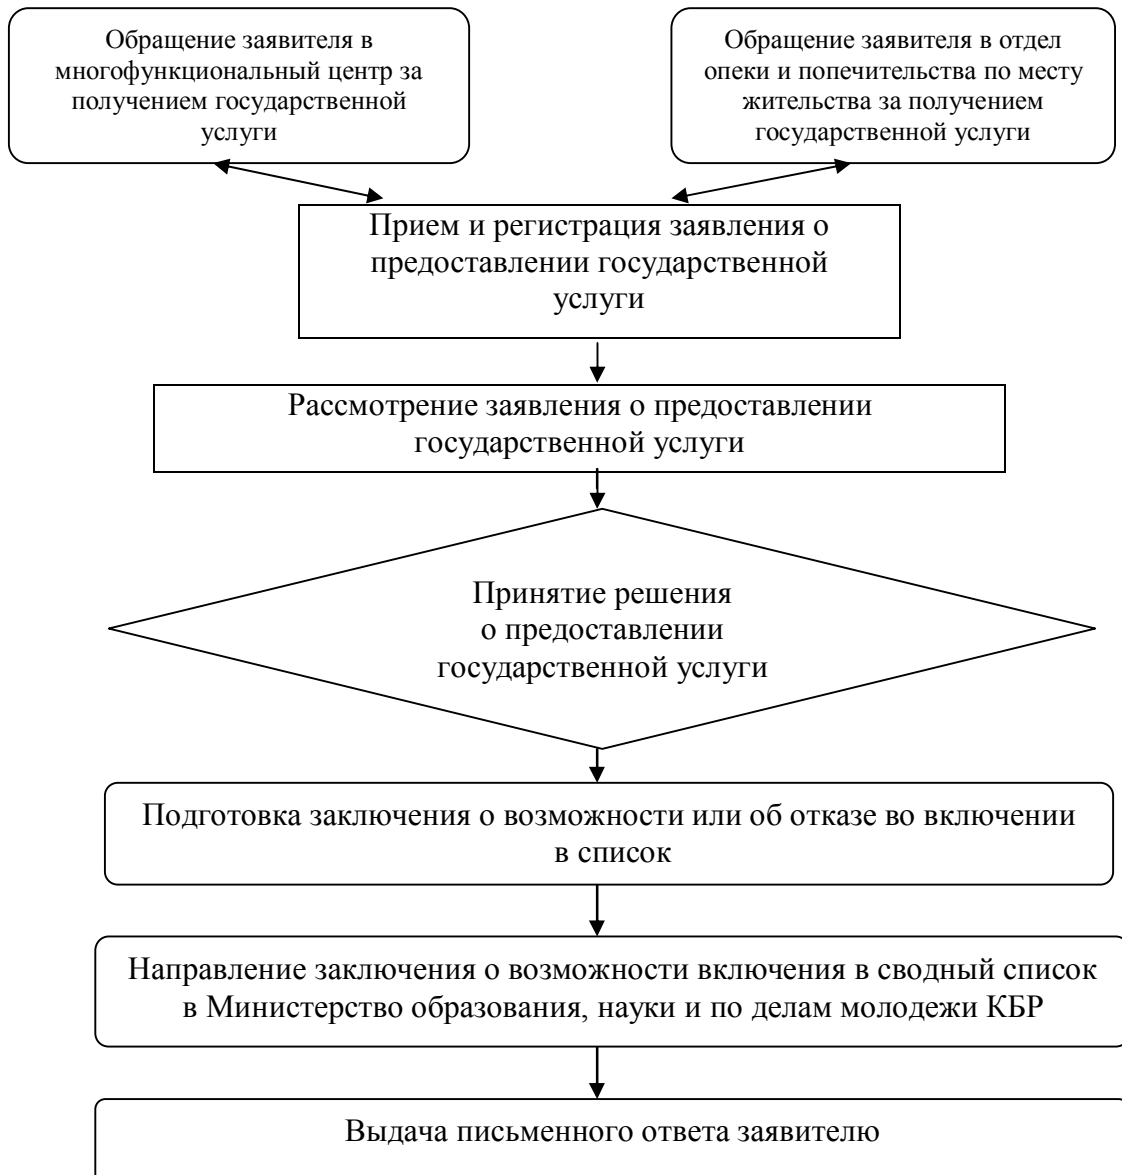 Обращение заявителя в
многофункциональный центр за
получением государственной
услуги
Обращение заявителя в отдел
опеки и попечительства по месту
жительства за получением
государственной услуги
Прием и регистрация заявления о
предоставлении государственной
услуги
Рассмотрение заявления о предоставлении
государственной услуги
Принятие решения
о предоставлении
государственной услуги
Подготовка заключения о возможности или об отказе во включении
в список
Направление заключения о возможности включения в сводный список
в Министерство образования, науки и по делам молодежи КБР
Выдача письменного ответа заявителю